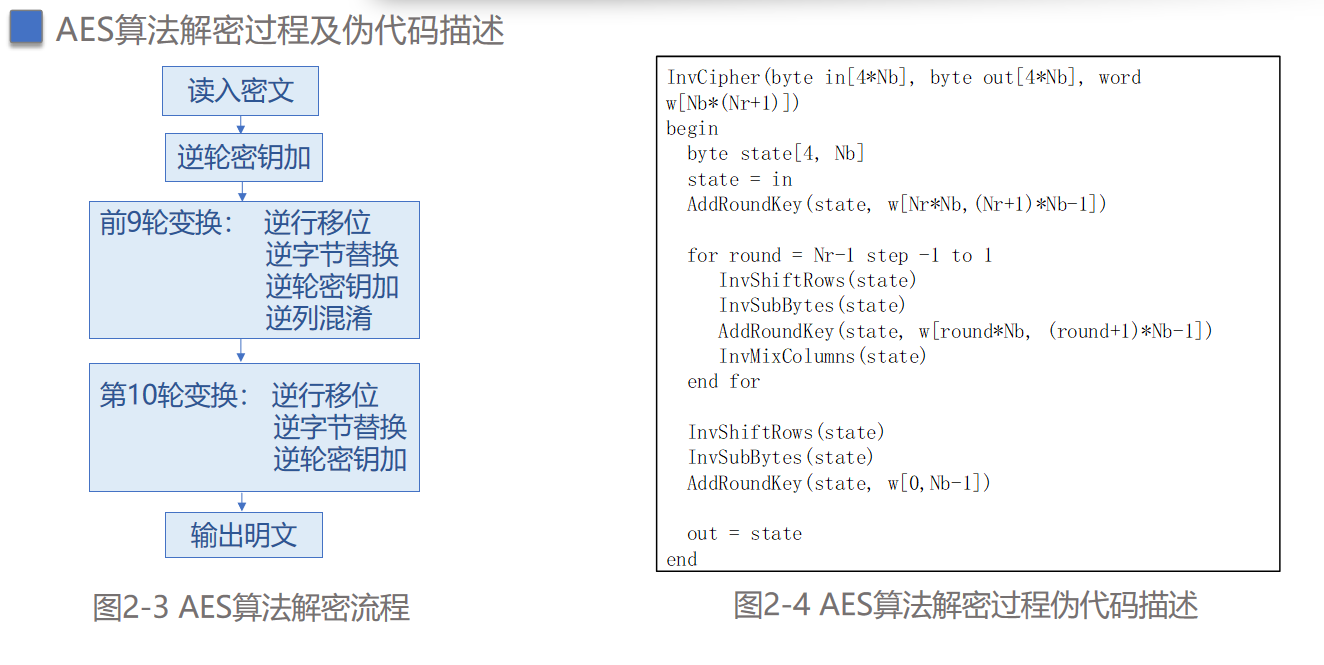 AES算法解密过程及伪代码描述
读入密文
逆轮密钥加
前9轮变换： 逆行移位
逆字节替换
逆轮密钥加
逆列混淆
第10轮变换： 逆行移位
逆字节替换
逆轮密钥加
输出明文
图2-3 AES算法解密流程
InvCipher(byte in[4*Nb], byte out[4*Nb], word
w[Nb*(Nr+1)])
begin
byte state[4, Nb]
state = in
AddRoundKey(state, w[Nr*Nb,(Nr+1)*Nb-1])
for round = Nr-1 step -1 to 1
InvShiftRows(state)
InvSubBytes(state)
AddRoundKey(state, w[round*Nb, (round+1)*Nb-1])
InvMixColumns(state)
end for
InvShiftRows(state)
InvSubBytes(state)
AddRoundKey(state, w[0,Nb-1])
out = state
end
图2-4 AES算法解密过程伪代码描述